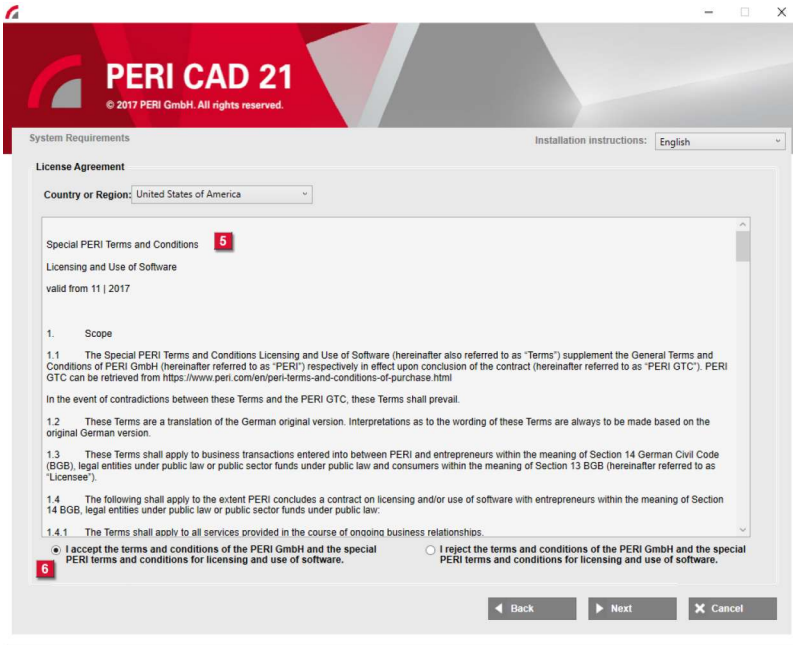 PERI CAD 21
© 2017 PERI GmbH. All rights reserved.
System Requirements
Installation instructions: English
License Agreement
Country or Region: United States of America
Special PERI Terms and Conditions 5
Licensing and Use of Software
valid from 11 | 2017
1. Scope
1.1 The Special PERI Terms and Conditions Licensing and Use of Software (hereinafter also referred to as “Terms”) supplement the General Terms and
Conditions of PERI GmbH (hereinafter referred to as “PERI”) respectively in effect upon conclusion of the contract (hereinafter referred to as “PERI GTC”). PERI
GTC can be retrieved from https://www.peri.com/en/peri-terms-and-conditions-of-purchase.html
In the event of contradictions between these Terms and the PERI GTC, these Terms shall prevail.
1.2 These Terms are a translation of the German original version. Interpretations as to the wording of these Terms are always to be made based on the
original German version.
1.3 These Terms shall apply to business transactions entered into between PERI and entrepreneurs within the meaning of Section 14 German Civil Code
(BGB), legal entities under public law or public sector funds under public law and consumers within the meaning of Section 13 BGB (hereinafter referred to as
“Licensee”).
1.4 The following shall apply to the extent PERI concludes a contract on licensing and/or use of software with entrepreneurs within the meaning of Section
14 BGB, legal entities under public law or public sector funds under public law:
1.4.1 The Terms shall apply to all services provided in the course of ongoing business relationships.
I accept the terms and conditions of the PERI GmbH and the special
PERI terms and conditions for licensing and use of software.
6
I reject the terms and conditions of the PERI GmbH and the special
PERI terms and conditions for licensing and use of software.
Back Next Cancel